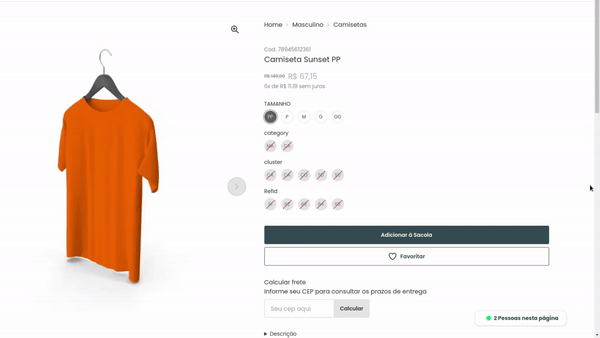 Home > Masculino > Camisetas
Cod. 78945612361
Camiseta Sunset PP
R$ 67,15
6x de R$ 11.19 sem juros
TAMANHO
PP P M G GG
category
cluster
RefId
Adicionar à Sacola
Favoritar
Calcular frete
Informe seu CEP para consultar os prazos de entrega
Seu cep aqui Calcular
2 Pessoas nesta página
Descrição